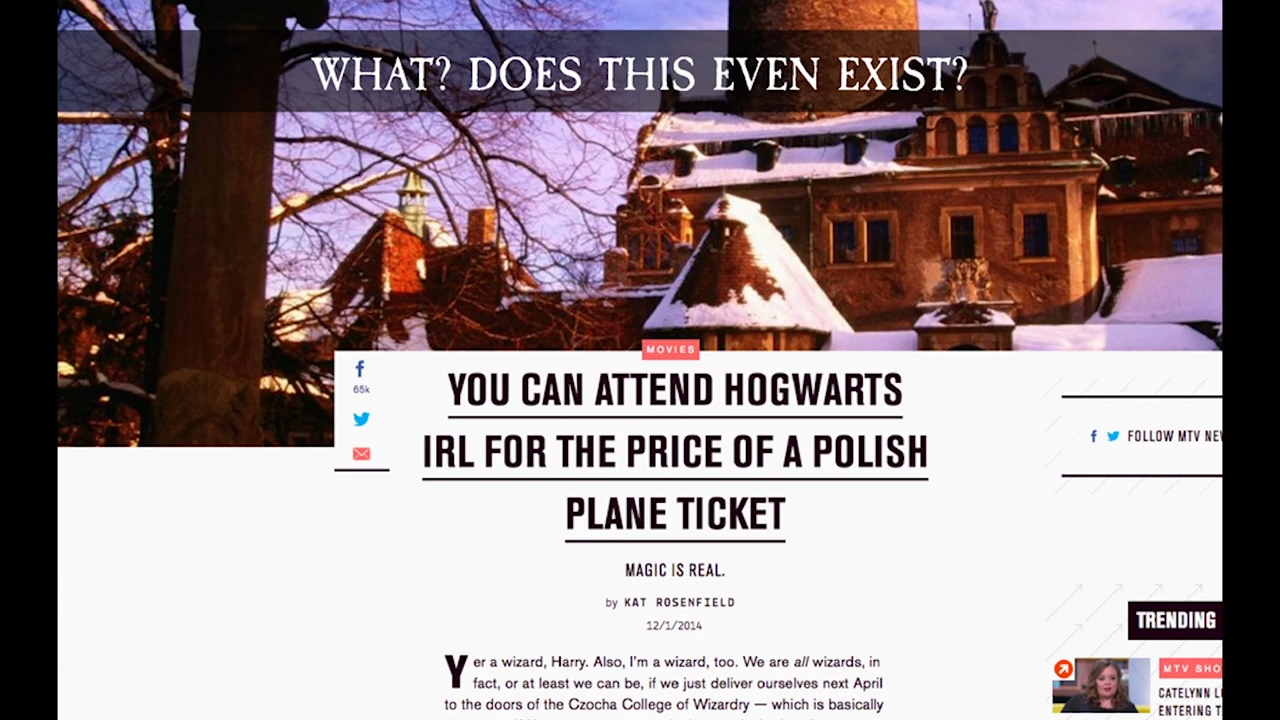 WHAT? DOES THIS EVEN EXIST?
MOVIES
65k
YOU CAN ATTEND HOGWARTS
IRL FOR THE PRICE OF A POLISH
PLANE TICKET
MAGIC IS REAL.
by KAT ROSENFIELD
12/1/2014
Yer a wizard, Harry. Also, I'm a wizard, too. We are all wizards, in
fact, or at least we can be, if we just deliver ourselves next April
to the doors of the Czocha College of Wizardry — which is basically
FOLLOW MTV NE
TRENDING
MTV SHO
CATELYNN L
ENTERING T